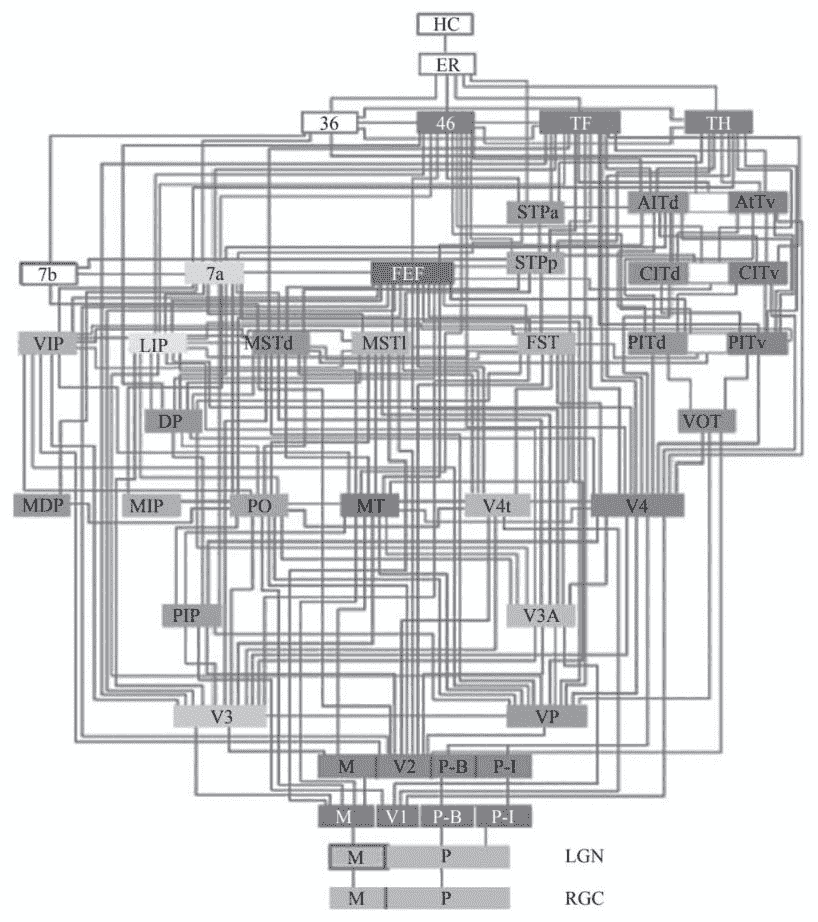 HC
ER
36 46 TF TH
STPa AITd AtTv
7b 7a FEF STPp CITd CITv
VIP LIP MSTd MSTl FST PITd PITv
DP VOT
MDP MIP PO MT V4t V4
PIP V3A
V3 VP
M V2 P-B P-I
M V1 P-B P-I
M P LGN
M P RGC